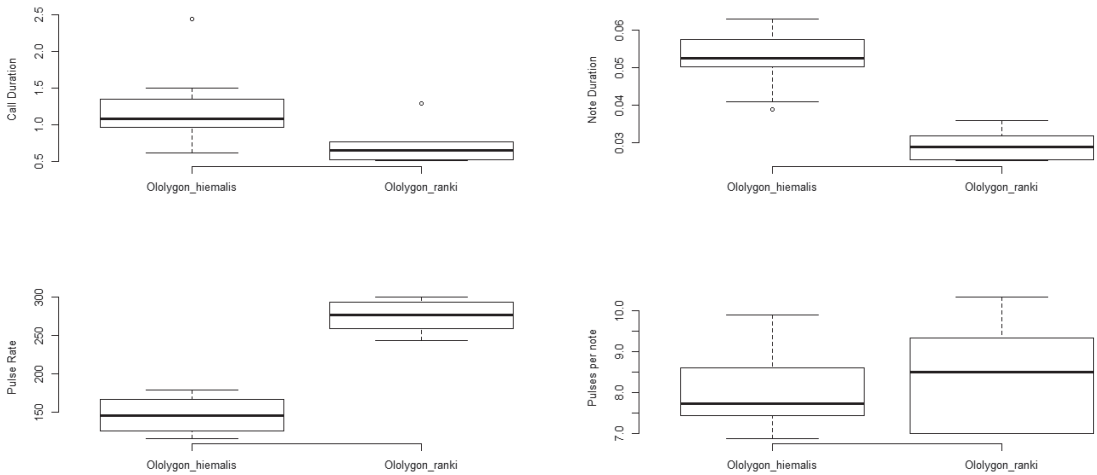 Call Duration
2.5
2.0
1.5
1.0
0.5
Ololygon_hiemalis
Ololygon_ranki
Note Duration
0.06
0.05
0.04
0.03
Ololygon_hiemalis
Ololygon_ranki
Pulse Rate
300
250
200
150
Ololygon_hiemalis
Ololygon_ranki
Pulses per note
10.0
9.0
8.0
7.0
Ololygon_hiemalis
Ololygon_ranki